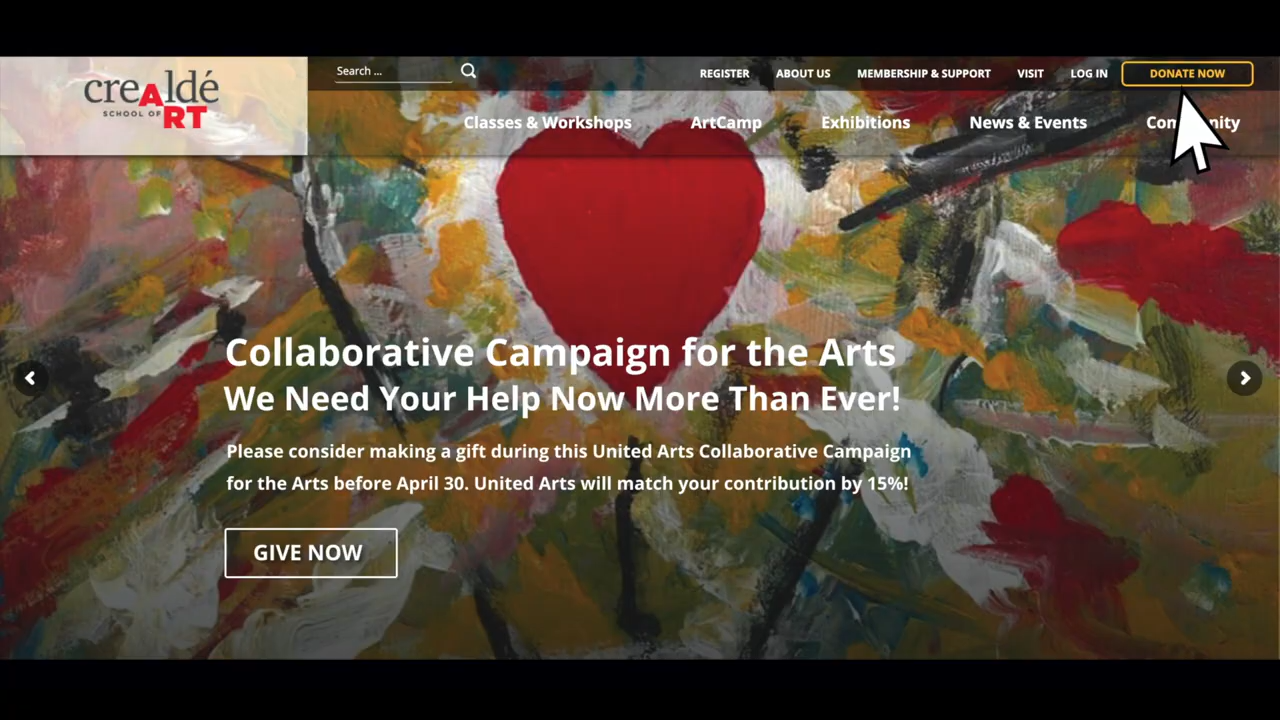 creAldé
SCHOOL OF ART
Search ...
REGISTER ABOUT US MEMBERSHIP & SUPPORT VISIT LOG IN DONATE NOW
Classes & Workshops ArtCamp Exhibitions News & Events
Collaborative Campaign for the Arts
We Need Your Help Now More Than Ever!
Please consider making a gift during this United Arts Collaborative Campaign
for the Arts before April 30. United Arts will match your contribution by 15%!
GIVE NOW